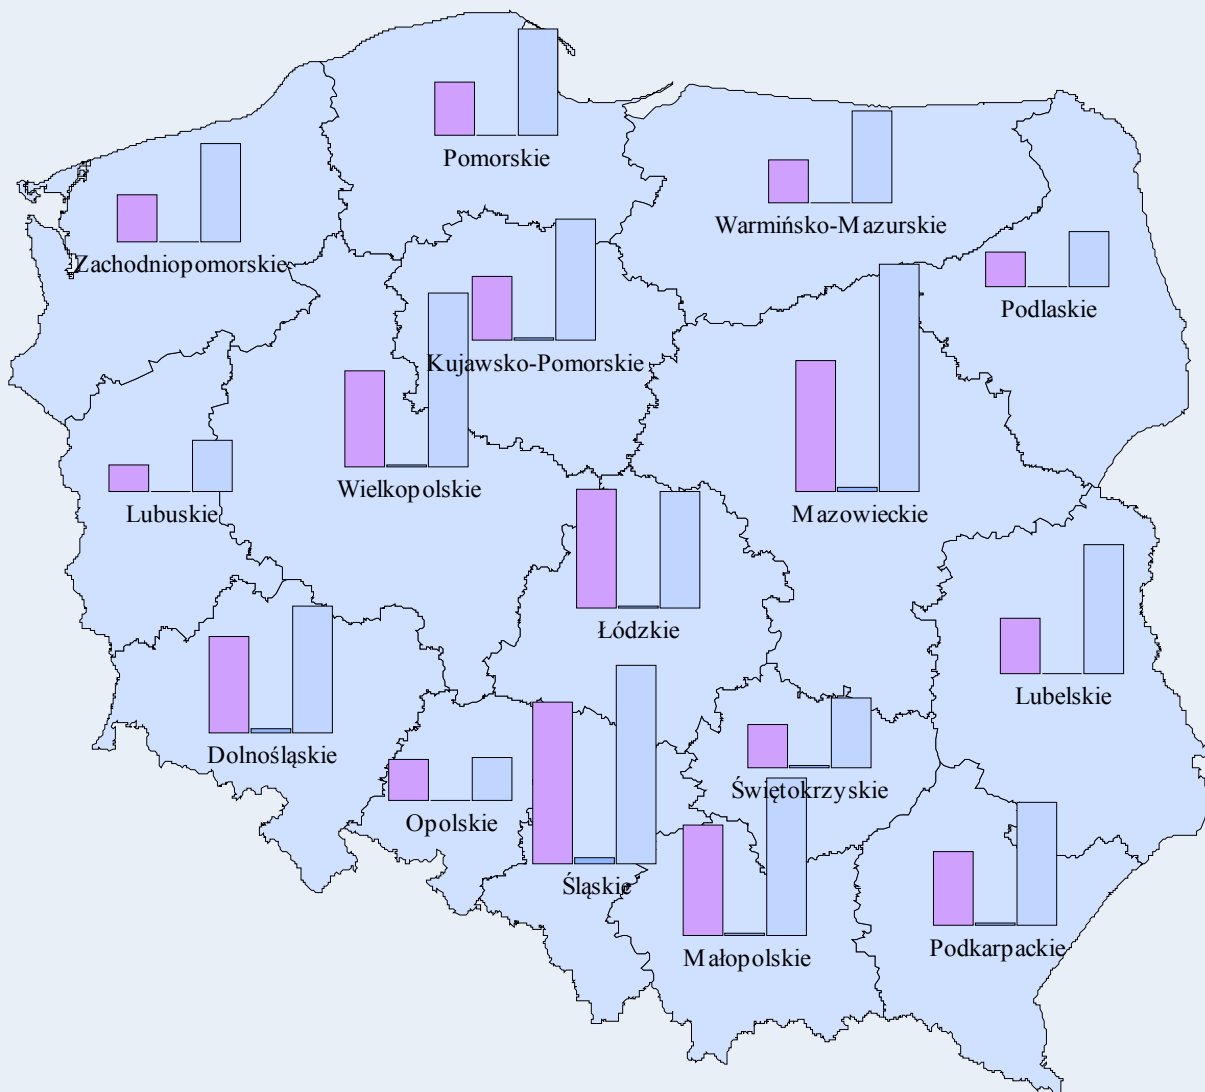 Pomorskie
Warmińsko-Mazurskie
Zachodniopomorskie
Podlaskie
Kujawsko-Pomorskie
Wielkopolskie
Lubuskie
Mazowieckie
Łódzkie
Lubelskie
Dolnośląskie
Świętokrzyskie
Opolskie
Śląskie
Podkarpackie
Małopolskie